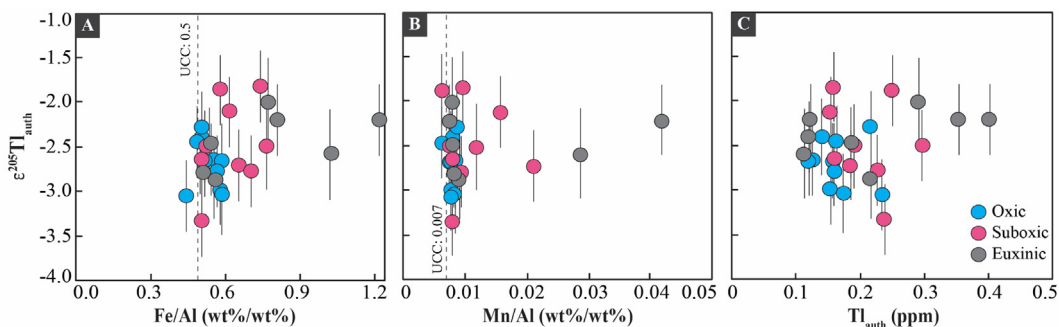 A
B
C
-1.0
-1.5
-2.0
-2.5
-3.0
-3.5
-4.0
ε²⁰⁵Tl_auth
UCC: 0.5
0.0 0.3 0.6 0.9 1.2
Fe/Al (wt%/wt%)
UCC: 0.007
0 0.01 0.02 0.03 0.04 0.05
Mn/Al (wt%/wt%)
Oxic
Suboxic
Euxinic
0 0.1 0.2 0.3 0.4 0.5
Tl_auth (ppm)